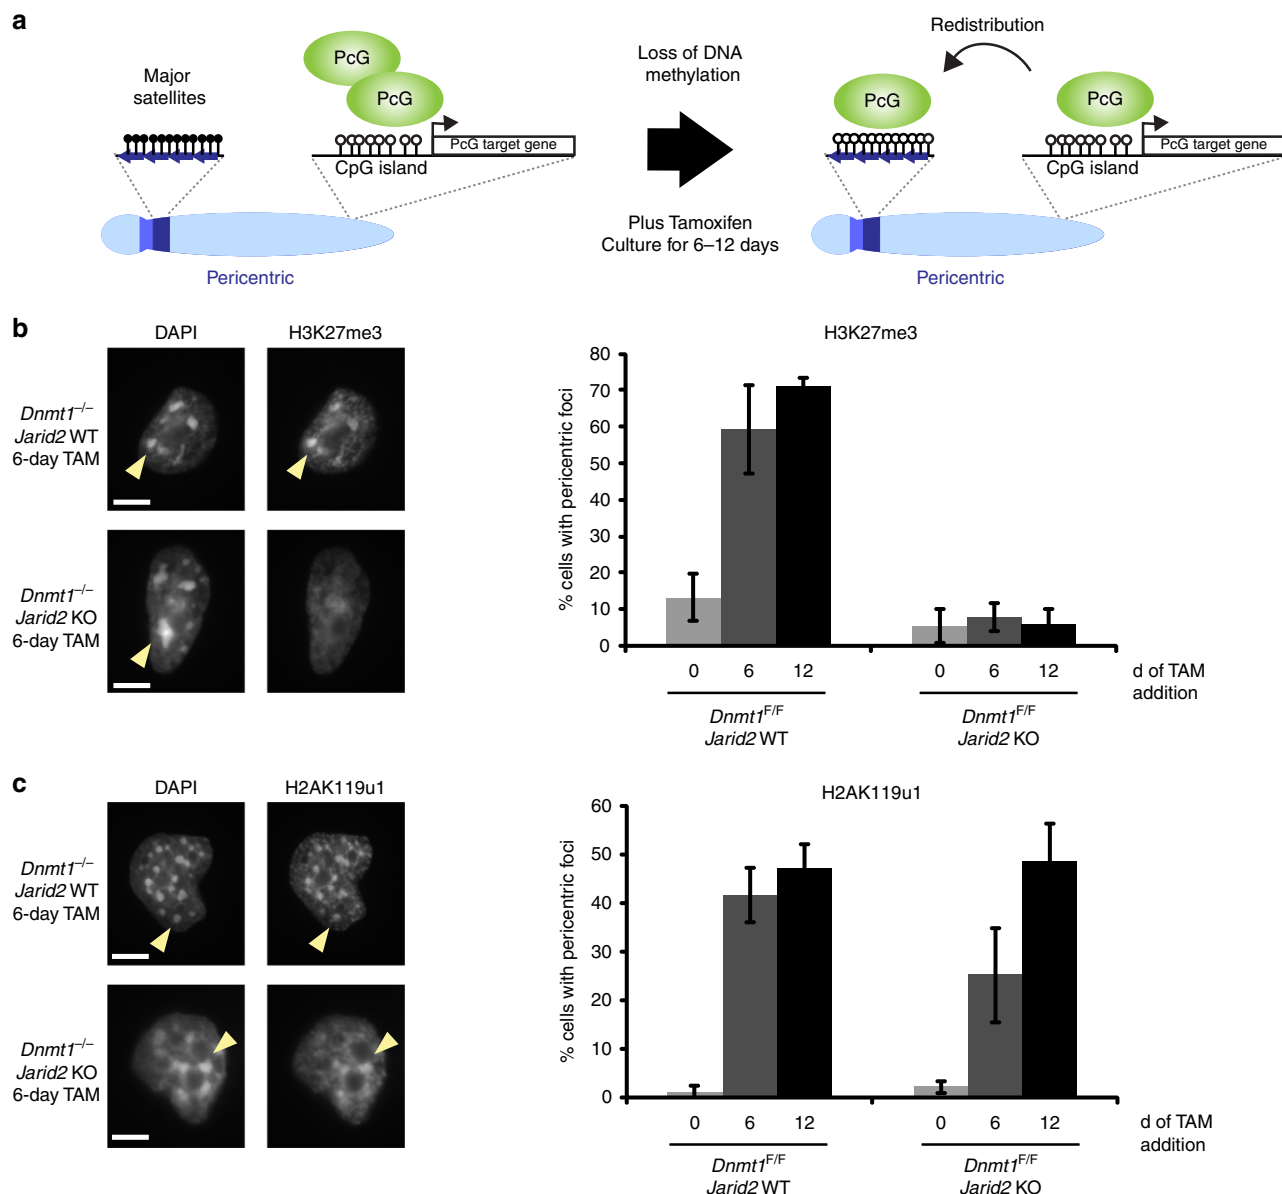 a
Major
satellites
PcG
PcG
PcG target gene
CpG island
Pericentric
Loss of DNA
methylation
Plus Tamoxifen
Culture for 6–12 days
Redistribution
PcG
PcG
PcG target gene
CpG island
Pericentric
b
DAPI
H3K27me3
Dnmt1–/–
Jarid2 WT
6-day TAM
Dnmt1–/–
Jarid2 KO
6-day TAM
H3K27me3
% cells with pericentric foci
80
70
60
50
40
30
20
10
0
0 6 12 0 6 12
d of TAM
addition
Dnmt1F/F
Jarid2 WT
Dnmt1F/F
Jarid2 KO
c
DAPI
H2AK119u1
Dnmt1–/–
Jarid2 WT
6-day TAM
Dnmt1–/–
Jarid2 KO
6-day TAM
H2AK119u1
% cells with pericentric foci
60
50
40
30
20
10
0
0 6 12 0 6 12
d of TAM
addition
Dnmt1F/F
Jarid2 WT
Dnmt1F/F
Jarid2 KO